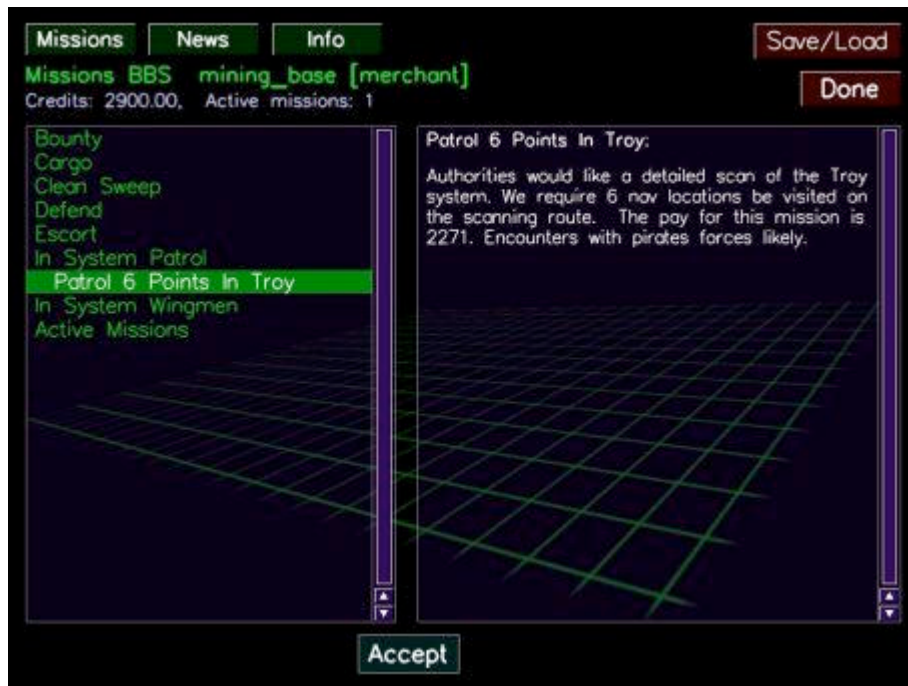 Missions News Info Save/Load
Missions BBS mining_base [merchant]
Credits: 2900.00, Active missions: 1
Done
Bounty
Cargo
Clean Sweep
Defend
Escort
In System Patrol
Patrol 6 Points In Troy
In System Wingmen
Active Missions
Patrol 6 Points In Troy:
Authorities would like a detailed scan of the Troy
system. We require 6 nav locations be visited on
the scanning route. The pay for this mission is
2271. Encounters with pirates forces likely.
Accept